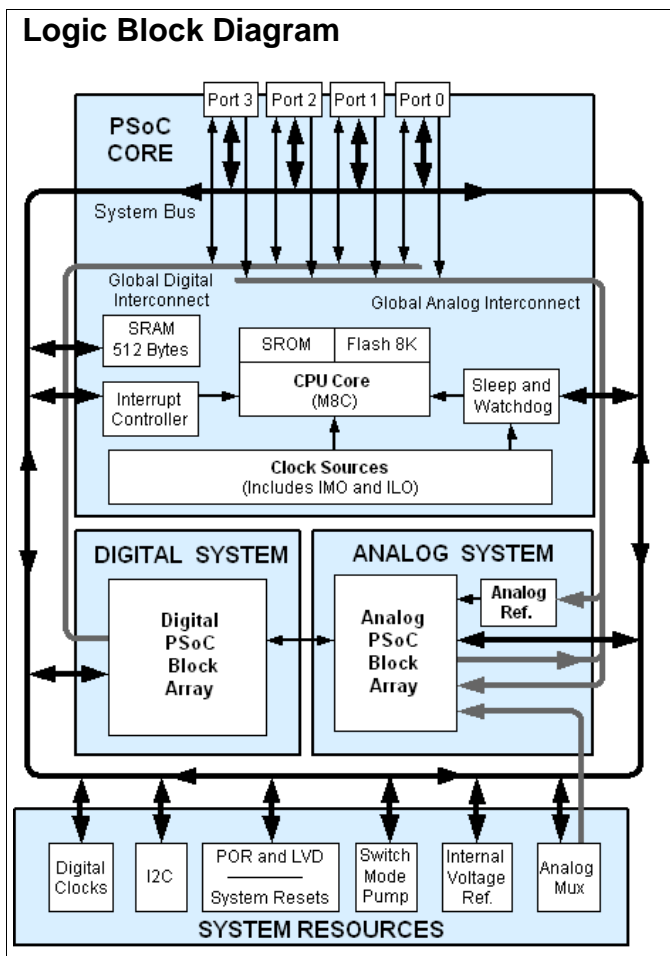 Logic Block Diagram
Port 3
Port 2
Port 1
Port 0
PSoC
CORE
System Bus
Global Digital
Interconnect
Global Analog Interconnect
SRAM
512 Bytes
SROM
Flash 8K
CPU Core
(M8C)
Interrupt
Controller
Sleep and
Watchdog
Clock Sources
(Includes IMO and ILO)
DIGITAL SYSTEM
Digital
PSoC
Block
Array
ANALOG SYSTEM
Analog
PSoC
Block
Array
Analog
Ref.
Digital
Clocks
I2C
POR and LVD
System Resets
Switch
Mode
Pump
Internal
Voltage
Ref.
Analog
Mux
SYSTEM RESOURCES